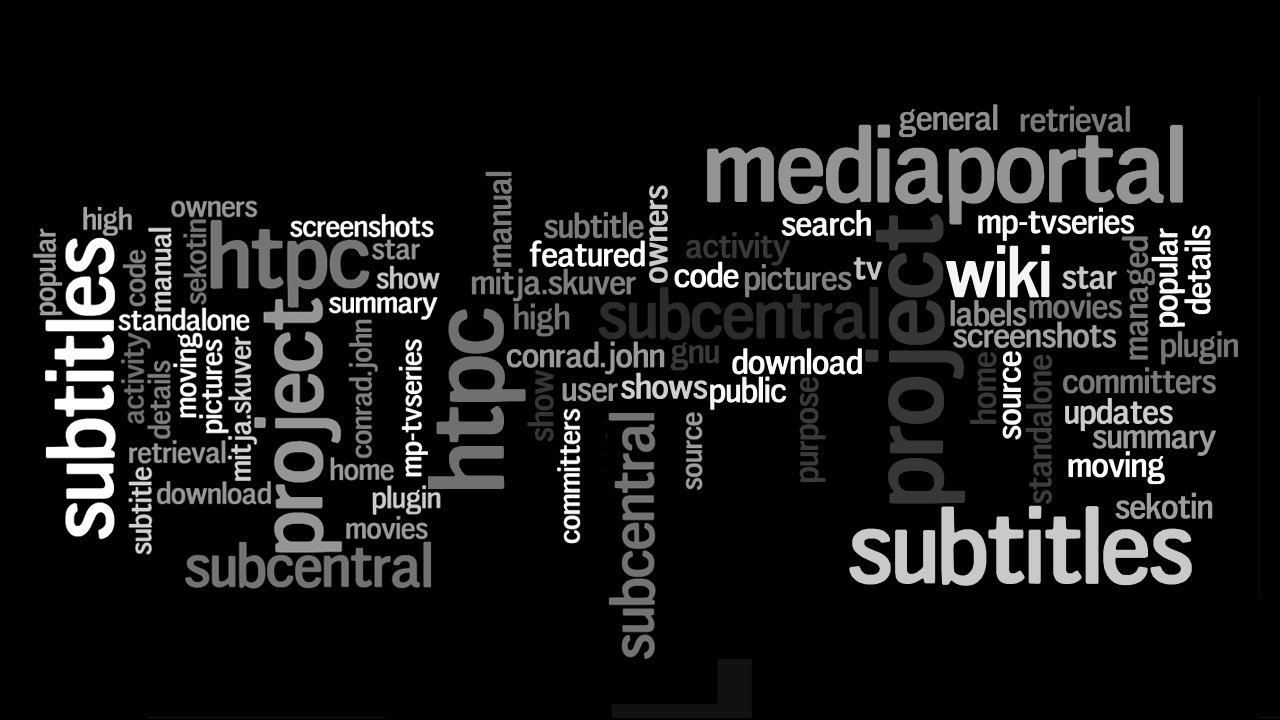 general retrieval
mediaportal
manual
owners
subtitle
high
owners
screenshots
search
mp-tvseries
popular
subtitles
code
manual
sekotin
htpc
star
show
summary
featured
activity
mitja.skuver
code
pictures
tv
project
wiki
star
managed
popular
details
labels
movies
screenshots
plugin
standalone
activity
details
moving
pictures
mitja.skuver
project
conrad.john
mp-tvseries
htpc
high
subcentral
conrad.john
gnu
download
user
shows
public
show
committers
subcentral
source
purpose
home
source
standalone
committers
updates
summary
moving
sekotin
retrieval
subtitle
download
home
plugin
movies
subcentral
subtitles